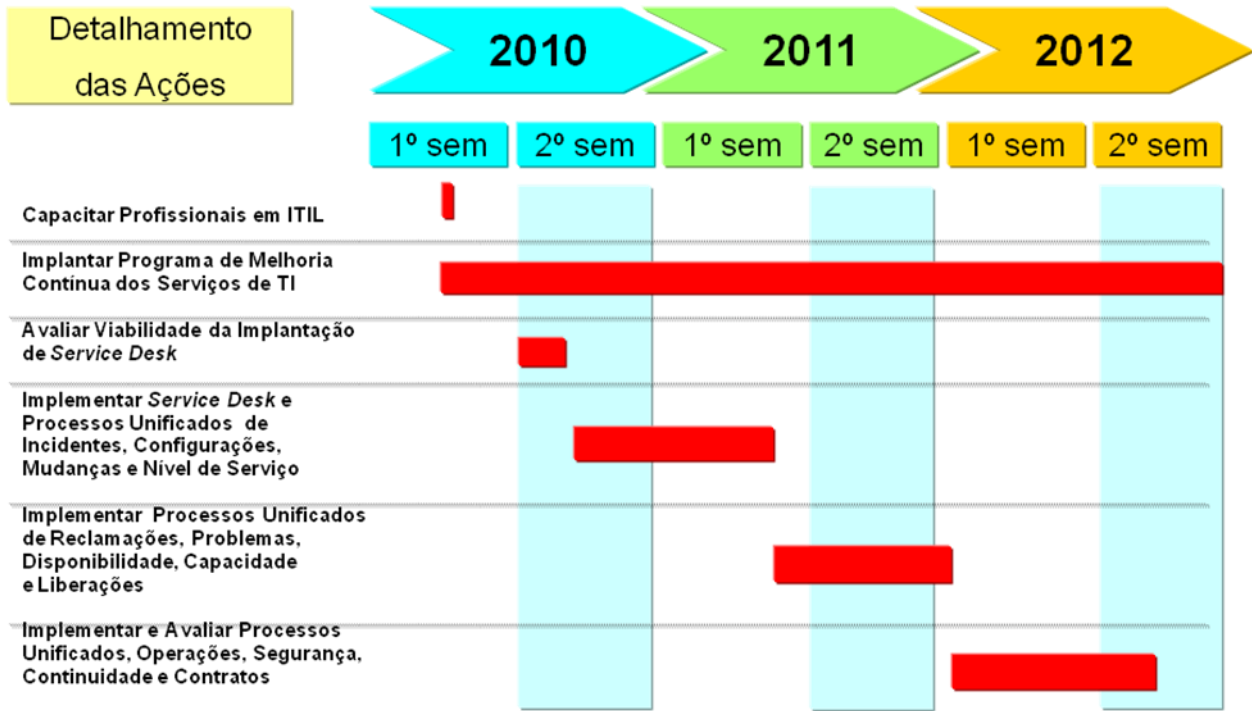 Detalhamento
das Ações
2010
2011
2012
1º sem
2º sem
1º sem
2º sem
1º sem
2º sem
Capacitar Profissionais em ITIL
Implantar Programa de Melhoria
Contínua dos Serviços de TI
Avaliar Viabilidade da Implantação
de Service Desk
Implementar Service Desk e
Processos Unificados de
Incidentes, Configurações,
Mudanças e Nível de Serviço
Implementar Processos Unificados
de Reclamações, Problemas,
Disponibilidade, Capacidade
e Liberações
Implementar e Avaliar Processos
Unificados, Operações, Segurança,
Continuidade e Contratos